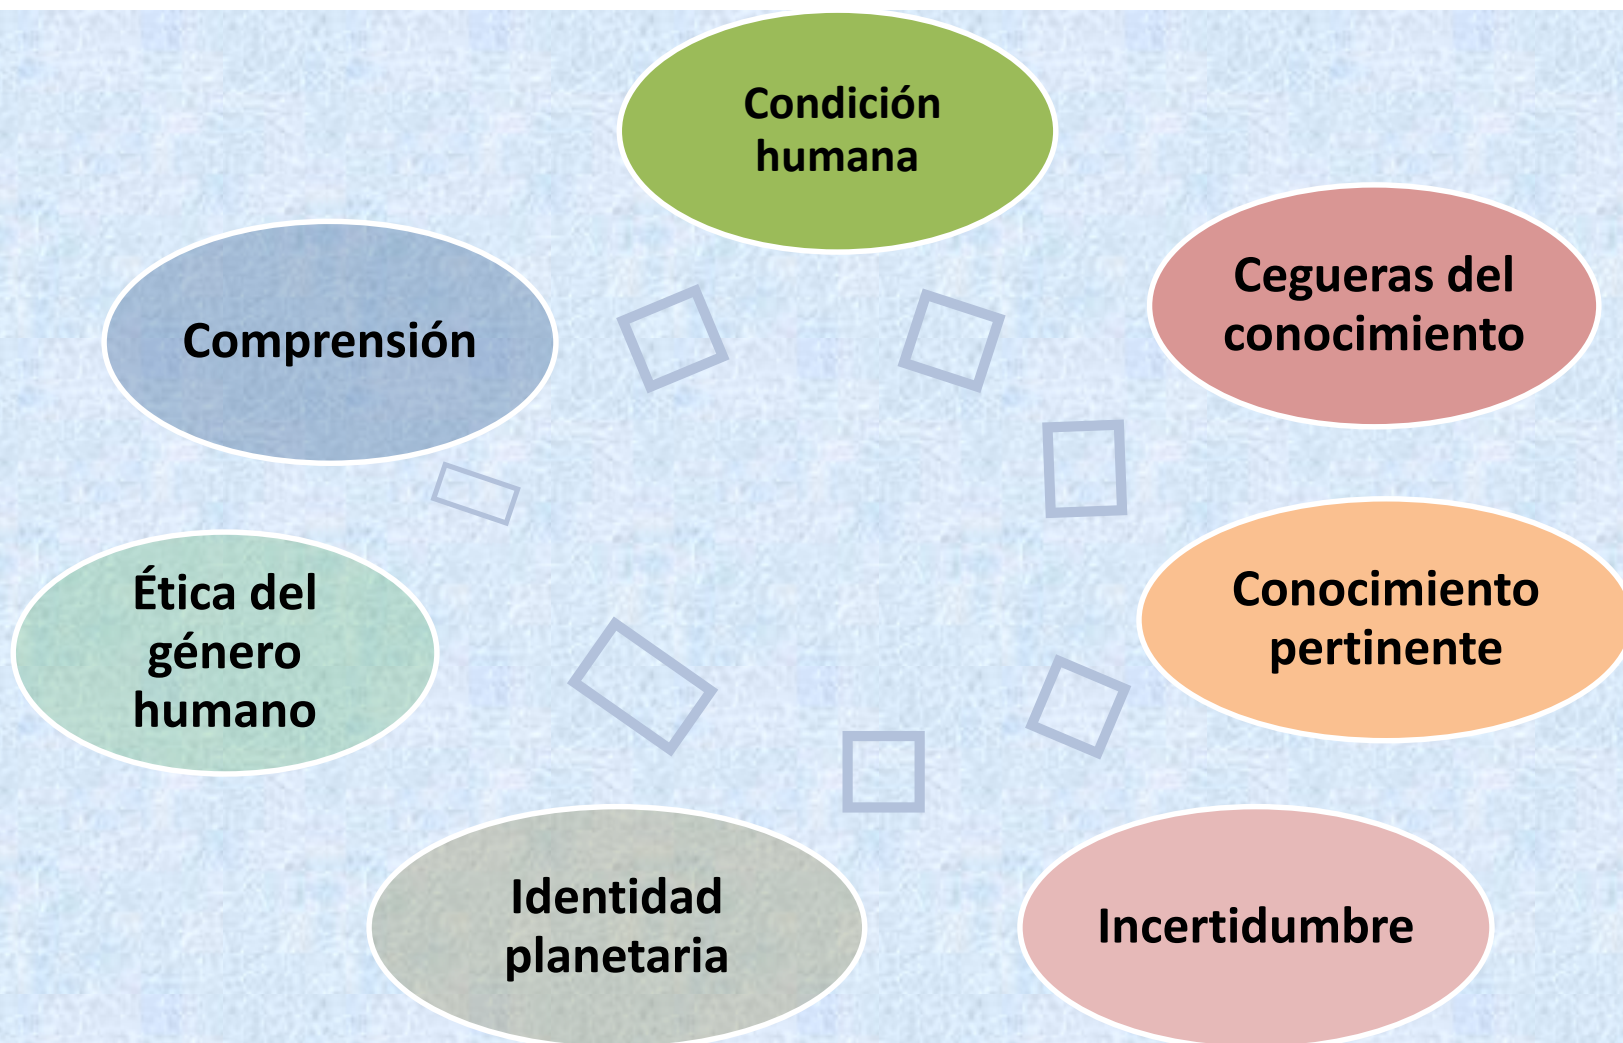 Condición
humana
Cegueras del
conocimiento
Comprensión
Conocimiento
pertinente
Ética del
género
humano
Identidad
planetaria
Incertidumbre